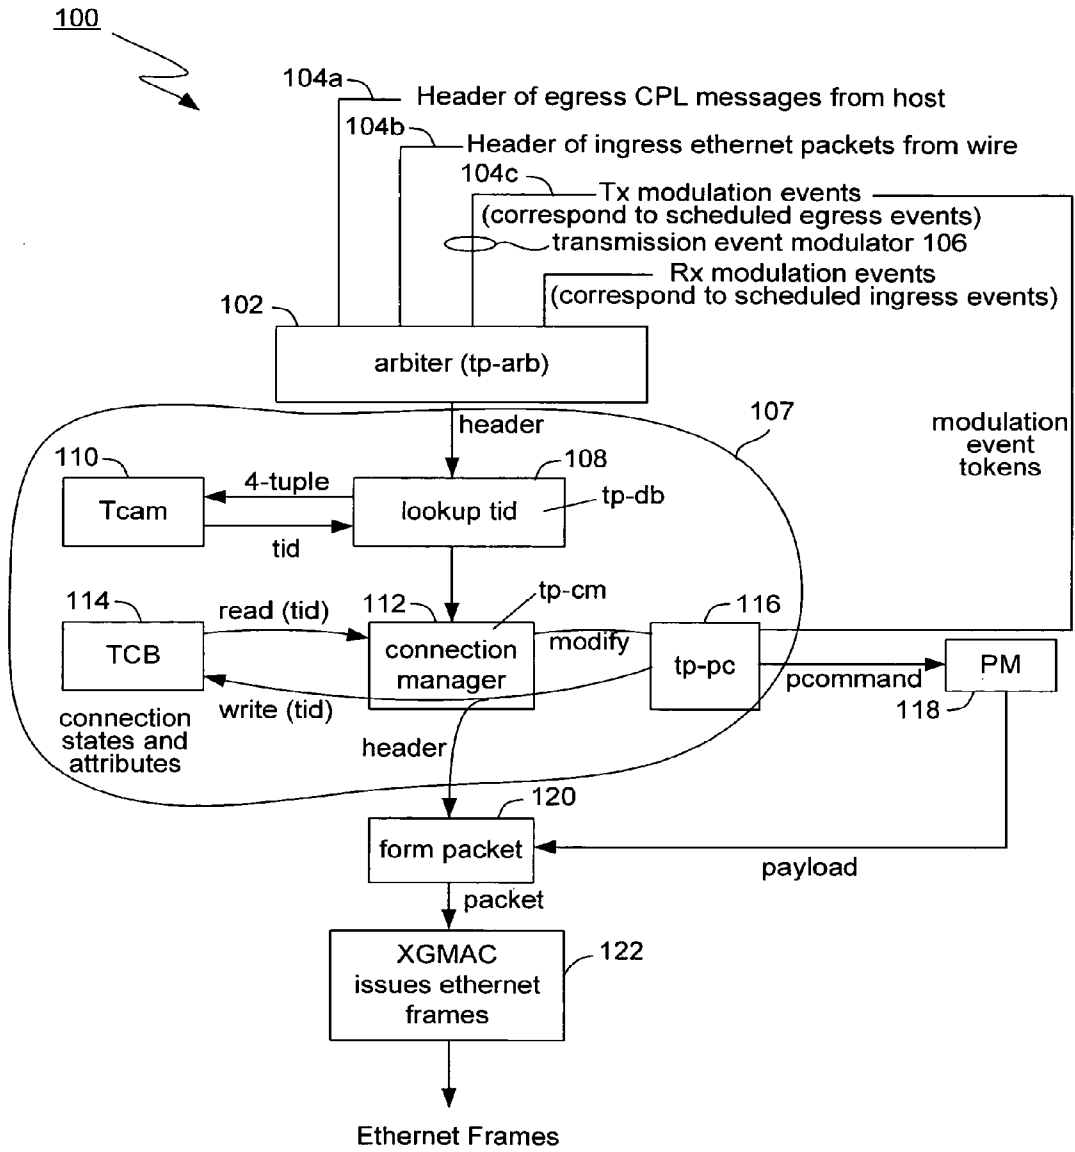 100
104a
Header of egress CPL messages from host
104b
Header of ingress ethernet packets from wire
104c
Tx modulation events
(correspond to scheduled egress events)
transmission event modulator 106
Rx modulation events
(correspond to scheduled ingress events)
102
arbiter (tp-arb)
header
107
modulation
event
tokens
110
Tcam
4-tuple
tid
108
lookup tid
tp-db
114
TCB
read (tid)
write (tid)
112
tp-cm
connection
manager
modify
116
tp-pc
pcommand
PM
118
connection
states and
attributes
header
120
form packet
payload
packet
XGMAC
issues ethernet
frames
122
Ethernet Frames